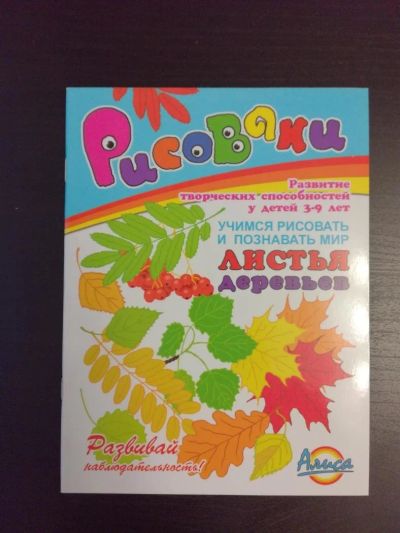 РисоВаки
Развитие
творческих способностей
у детей 3-9 лет
УЧИМСЯ РИСОВАТЬ
И ПОЗНАВАТЬ МИР
ЛИСТЬЯ
деревьев
Развивай
наблюдательность!
Алиса